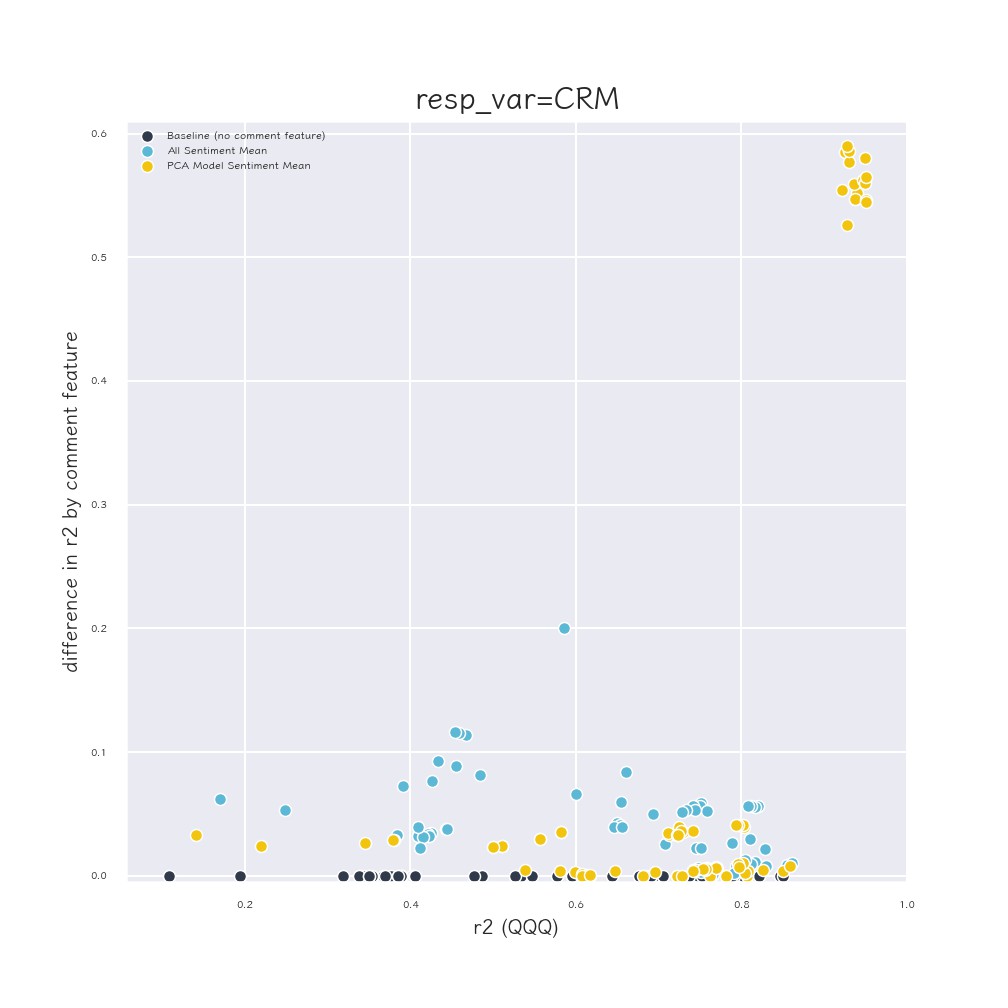 resp_var=CRM
Baseline (no comment feature)
All Sentiment Mean
PCA Model Sentiment Mean
0.6
0.5
0.4
0.3
0.2
0.1
0.0
difference in r2 by comment feature
0.2 0.4 0.6 0.8 1.0
r2 (QQQ)